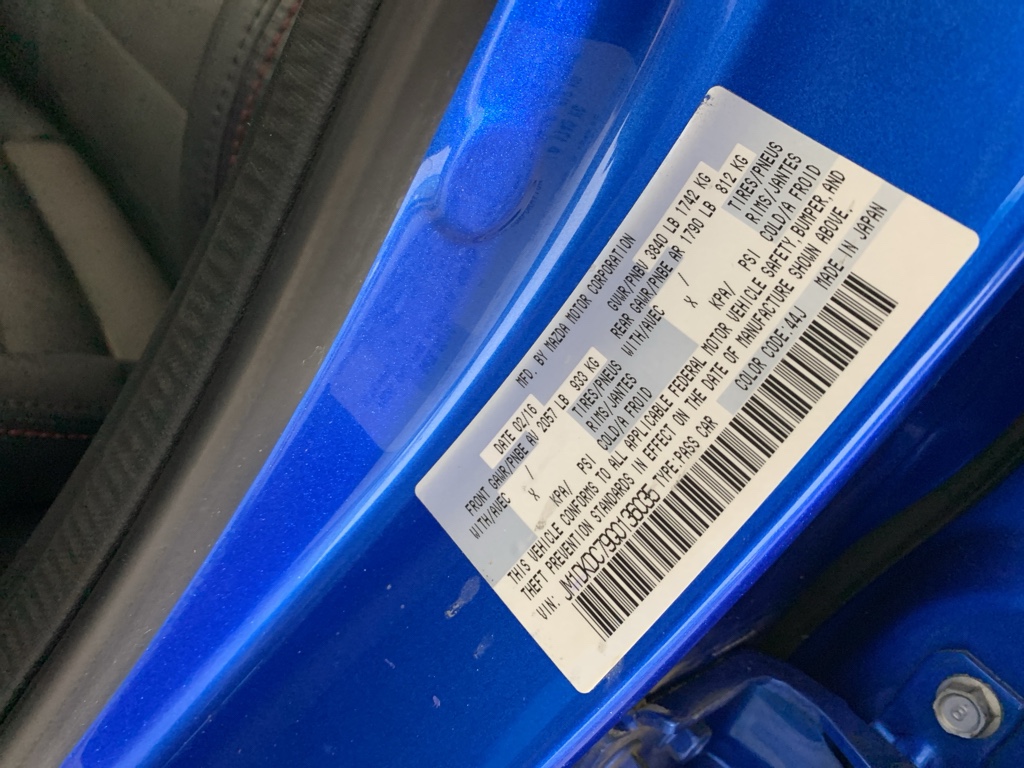 MFD. BY MAZDA MOTOR CORPORATION
DATE 02/16 GVWR/PNBV 3840 LB 1742 KG
FRONT GAWR/PNBE AV 2057 LB 933 KG REAR GAWR/PNBE AR 1790 LB 812 KG
WITH/AVEC / TIRES/PNEUS WITH/AVEC / TIRES/PNEUS
x RIMS/JANTES x RIMS/JANTES
KPA/ PSI COLD/A FROID KPA/ PSI COLD/A FROID
THIS VEHICLE CONFORMS TO ALL APPLICABLE FEDERAL MOTOR VEHICLE SAFETY, BUMPER, AND
THEFT PREVENTION STANDARDS IN EFFECT ON THE DATE OF MANUFACTURE SHOWN ABOVE.
VIN: JM1DKDC79G0136035 TYPE:PASS CAR COLOR CODE:44J MADE IN JAPAN